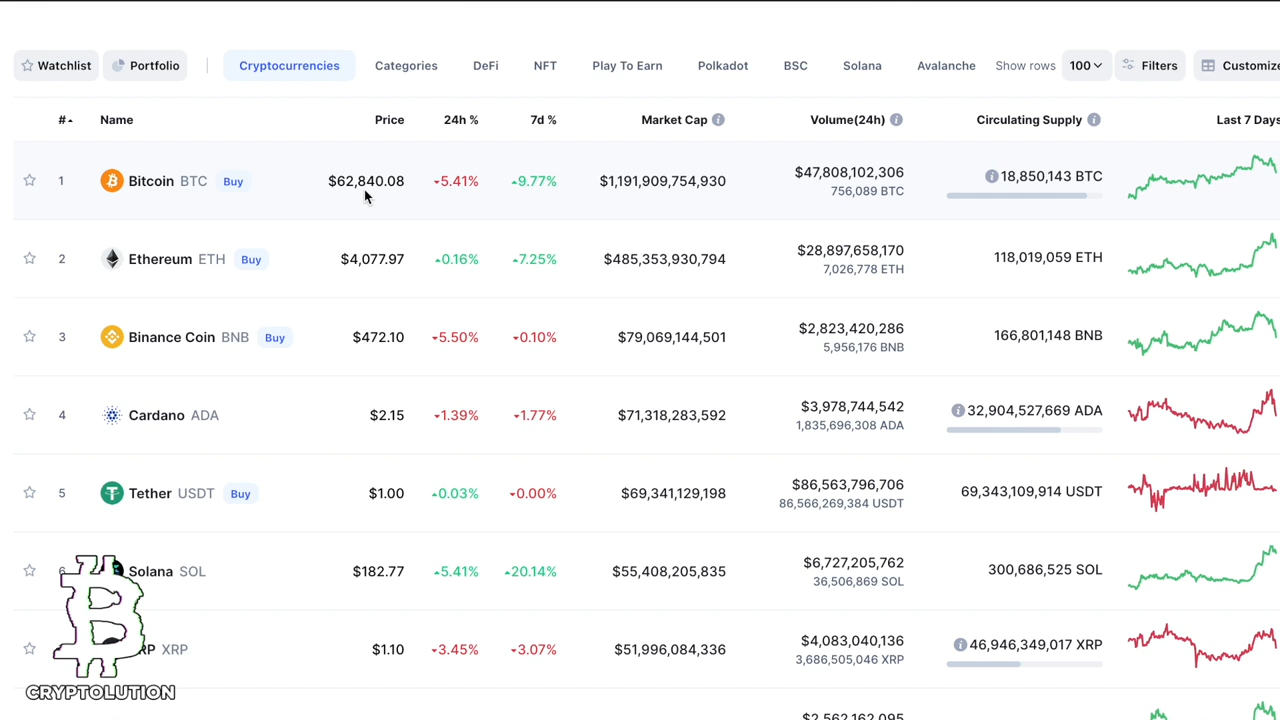 Watchlist Portfolio Cryptocurrencies Categories DeFi NFT Play To Earn Polkadot BSC Solana Avalanche Show rows 100 Filters Customize
# Name Price 24h % 7d % Market Cap Volume(24h) Circulating Supply Last 7 Days
1 Bitcoin BTC Buy $62,840.08 5.41% 9.77% $1,191,909,754,930 $47,808,102,306 18,850,143 BTC
756,089 BTC
2 Ethereum ETH Buy $4,077.97 0.16% 7.25% $485,353,930,794 $28,897,658,170 118,019,059 ETH
7,026,778 ETH
3 Binance Coin BNB Buy $472.10 5.50% 0.10% $79,069,144,501 $2,823,420,286 166,801,148 BNB
5,956,176 BNB
4 Cardano ADA $2.15 1.39% 1.77% $71,318,283,592 $3,978,744,542 32,904,527,669 ADA
1,835,696,308 ADA
5 Tether USDT Buy $1.00 0.03% 0.00% $69,341,129,198 $86,563,796,706 69,343,109,914 USDT
86,566,269,384 USDT
6 Solana SOL $182.77 5.41% 20.14% $55,408,205,835 $6,727,205,762 300,686,525 SOL
36,506,869 SOL
RP XRP $1.10 3.45% 3.07% $51,996,084,336 $4,083,040,136 46,946,349,017 XRP
3,686,505,046 XRP
CRYPTOLUTION
$2,562,162,095